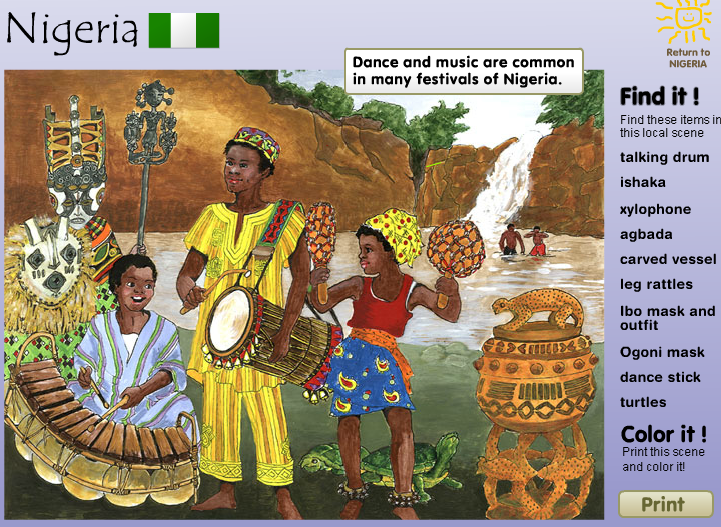 Nigeria
Return to
NIGERIA
Dance and music are common
in many festivals of Nigeria.
Find it !
Find these items in
this local scene
talking drum
ishaka
xylophone
agbada
carved vessel
leg rattles
Ibo mask and
outfit
Ogoni mask
dance stick
turtles
Color it !
Print this scene
and color it!
Print